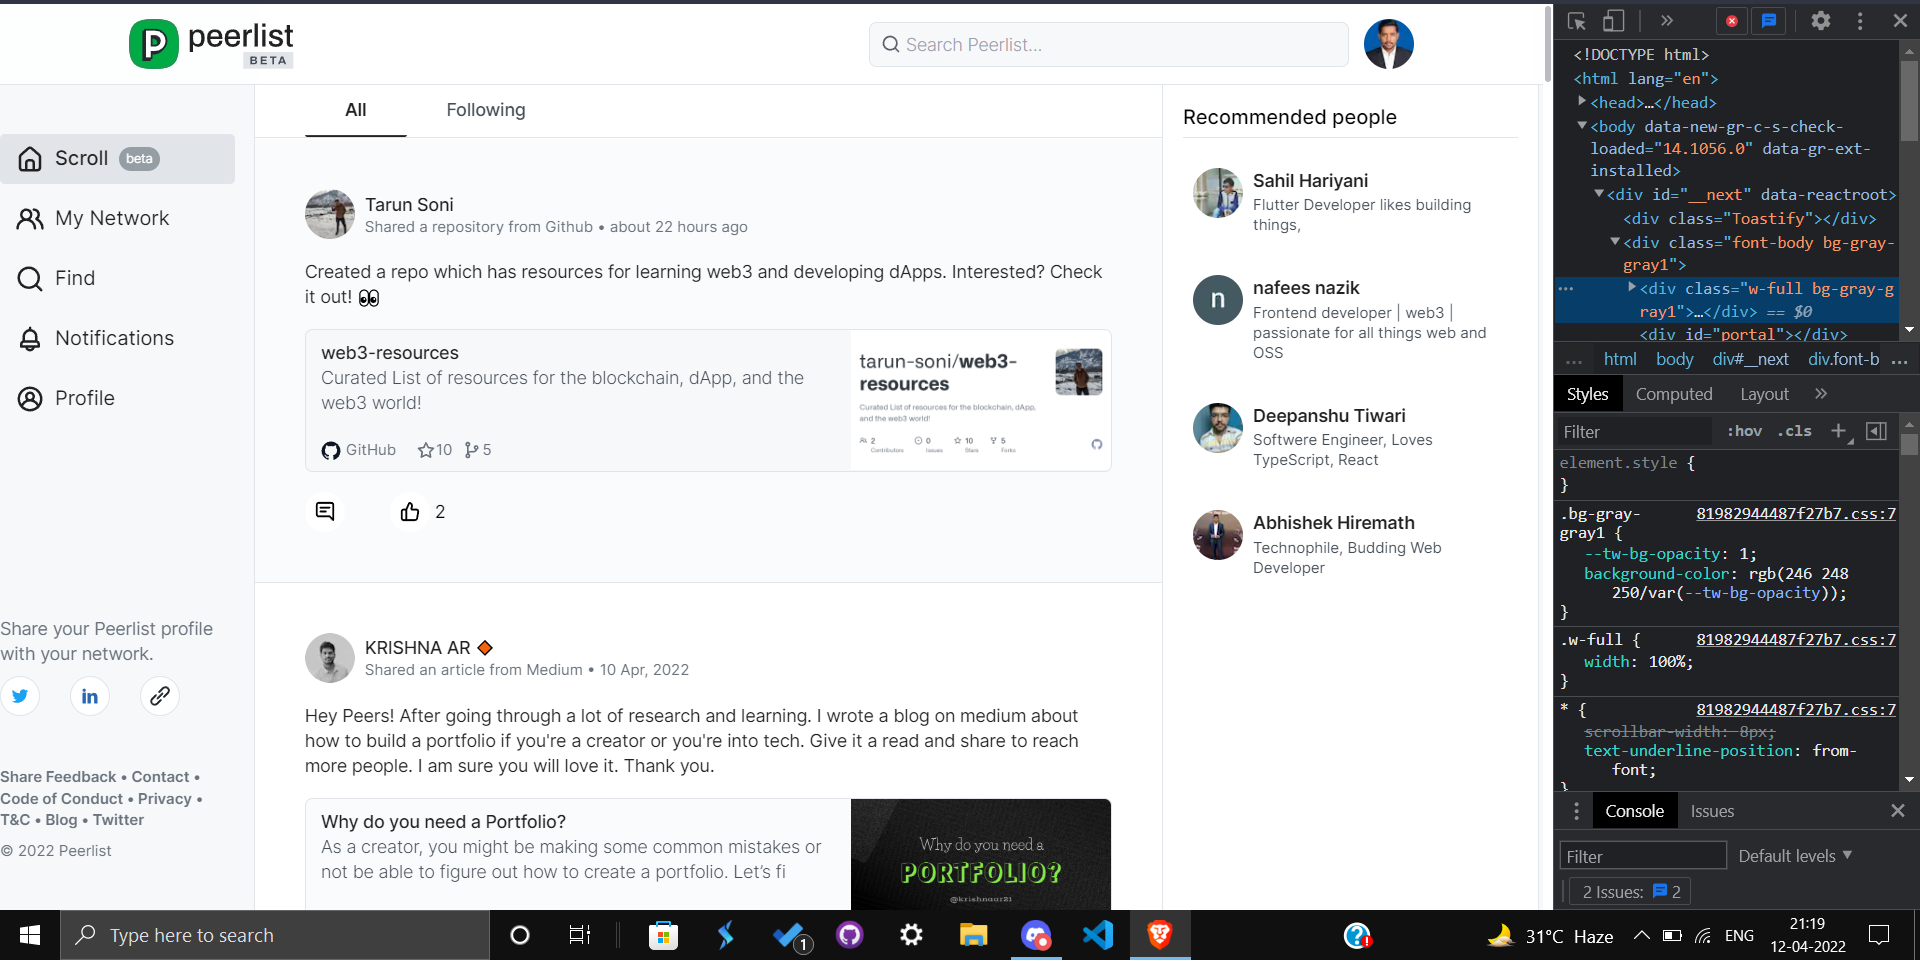 peerlist
BETA
Search Peerlist...
Scroll beta
My Network
Find
Notifications
Profile
Share your Peerlist profile
with your network.
Share Feedback • Contact •
Code of Conduct • Privacy •
T&C • Blog • Twitter
© 2022 Peerlist
All Following
Tarun Soni
Shared a repository from Github • about 22 hours ago
Created a repo which has resources for learning web3 and developing dApps. Interested? Check
it out! 👀
web3-resources
Curated List of resources for the blockchain, dApp, and the
web3 world!
GitHub 10 5
tarun-soni/web3-
resources
Curated List of resources for the blockchain, dApp,
and the web3 world!
2 0 10 5
Contributors Issues Stars Forks
2
KRISHNA AR
Shared an article from Medium • 10 Apr, 2022
Hey Peers! After going through a lot of research and learning. I wrote a blog on medium about
how to build a portfolio if you're a creator or you're into tech. Give it a read and share to reach
more people. I am sure you will love it. Thank you.
Why do you need a Portfolio?
As a creator, you might be making some common mistakes or
not be able to figure out how to create a portfolio. Let's fi
Why do you need a
PORTFOLIO?
@krishnaar21
Recommended people
Sahil Hariyani
Flutter Developer likes building
things,
n
nafees nazik
Frontend developer | web3 |
passionate for all things web and
OSS
Deepanshu Tiwari
Softwere Engineer, Loves
TypeScript, React
Abhishek Hiremath
Technophile, Budding Web
Developer
<!DOCTYPE html>
<html lang="en">
<head>…</head>
<body data-new-gr-c-s-check-
loaded="14.1056.0" data-gr-ext-
installed>
<div id="__next" data-reactroot>
<div class="Toastify"></div>
<div class="font-body bg-gray-
gray1">
<div class="w-full bg-gray-g
ray1">…</div> == $0
<div id="portal"></div>
... html body div#__next div.font-b ...
Styles Computed Layout
Filter :hov .cls
element.style {
}
.bg-gray- 81982944487f27b7.css:7
gray1 {
--tw-bg-opacity: 1;
background-color: rgb(246 248
250/var(--tw-bg-opacity));
}
.w-full { 81982944487f27b7.css:7
width: 100%;
}
* { 81982944487f27b7.css:7
scrollbar-width: 8px;
text-underline-position: from-
font;
}
Console Issues
Filter Default levels
2 Issues: 2
Type here to search
1
31°C Haze
ENG
21:19
12-04-2022